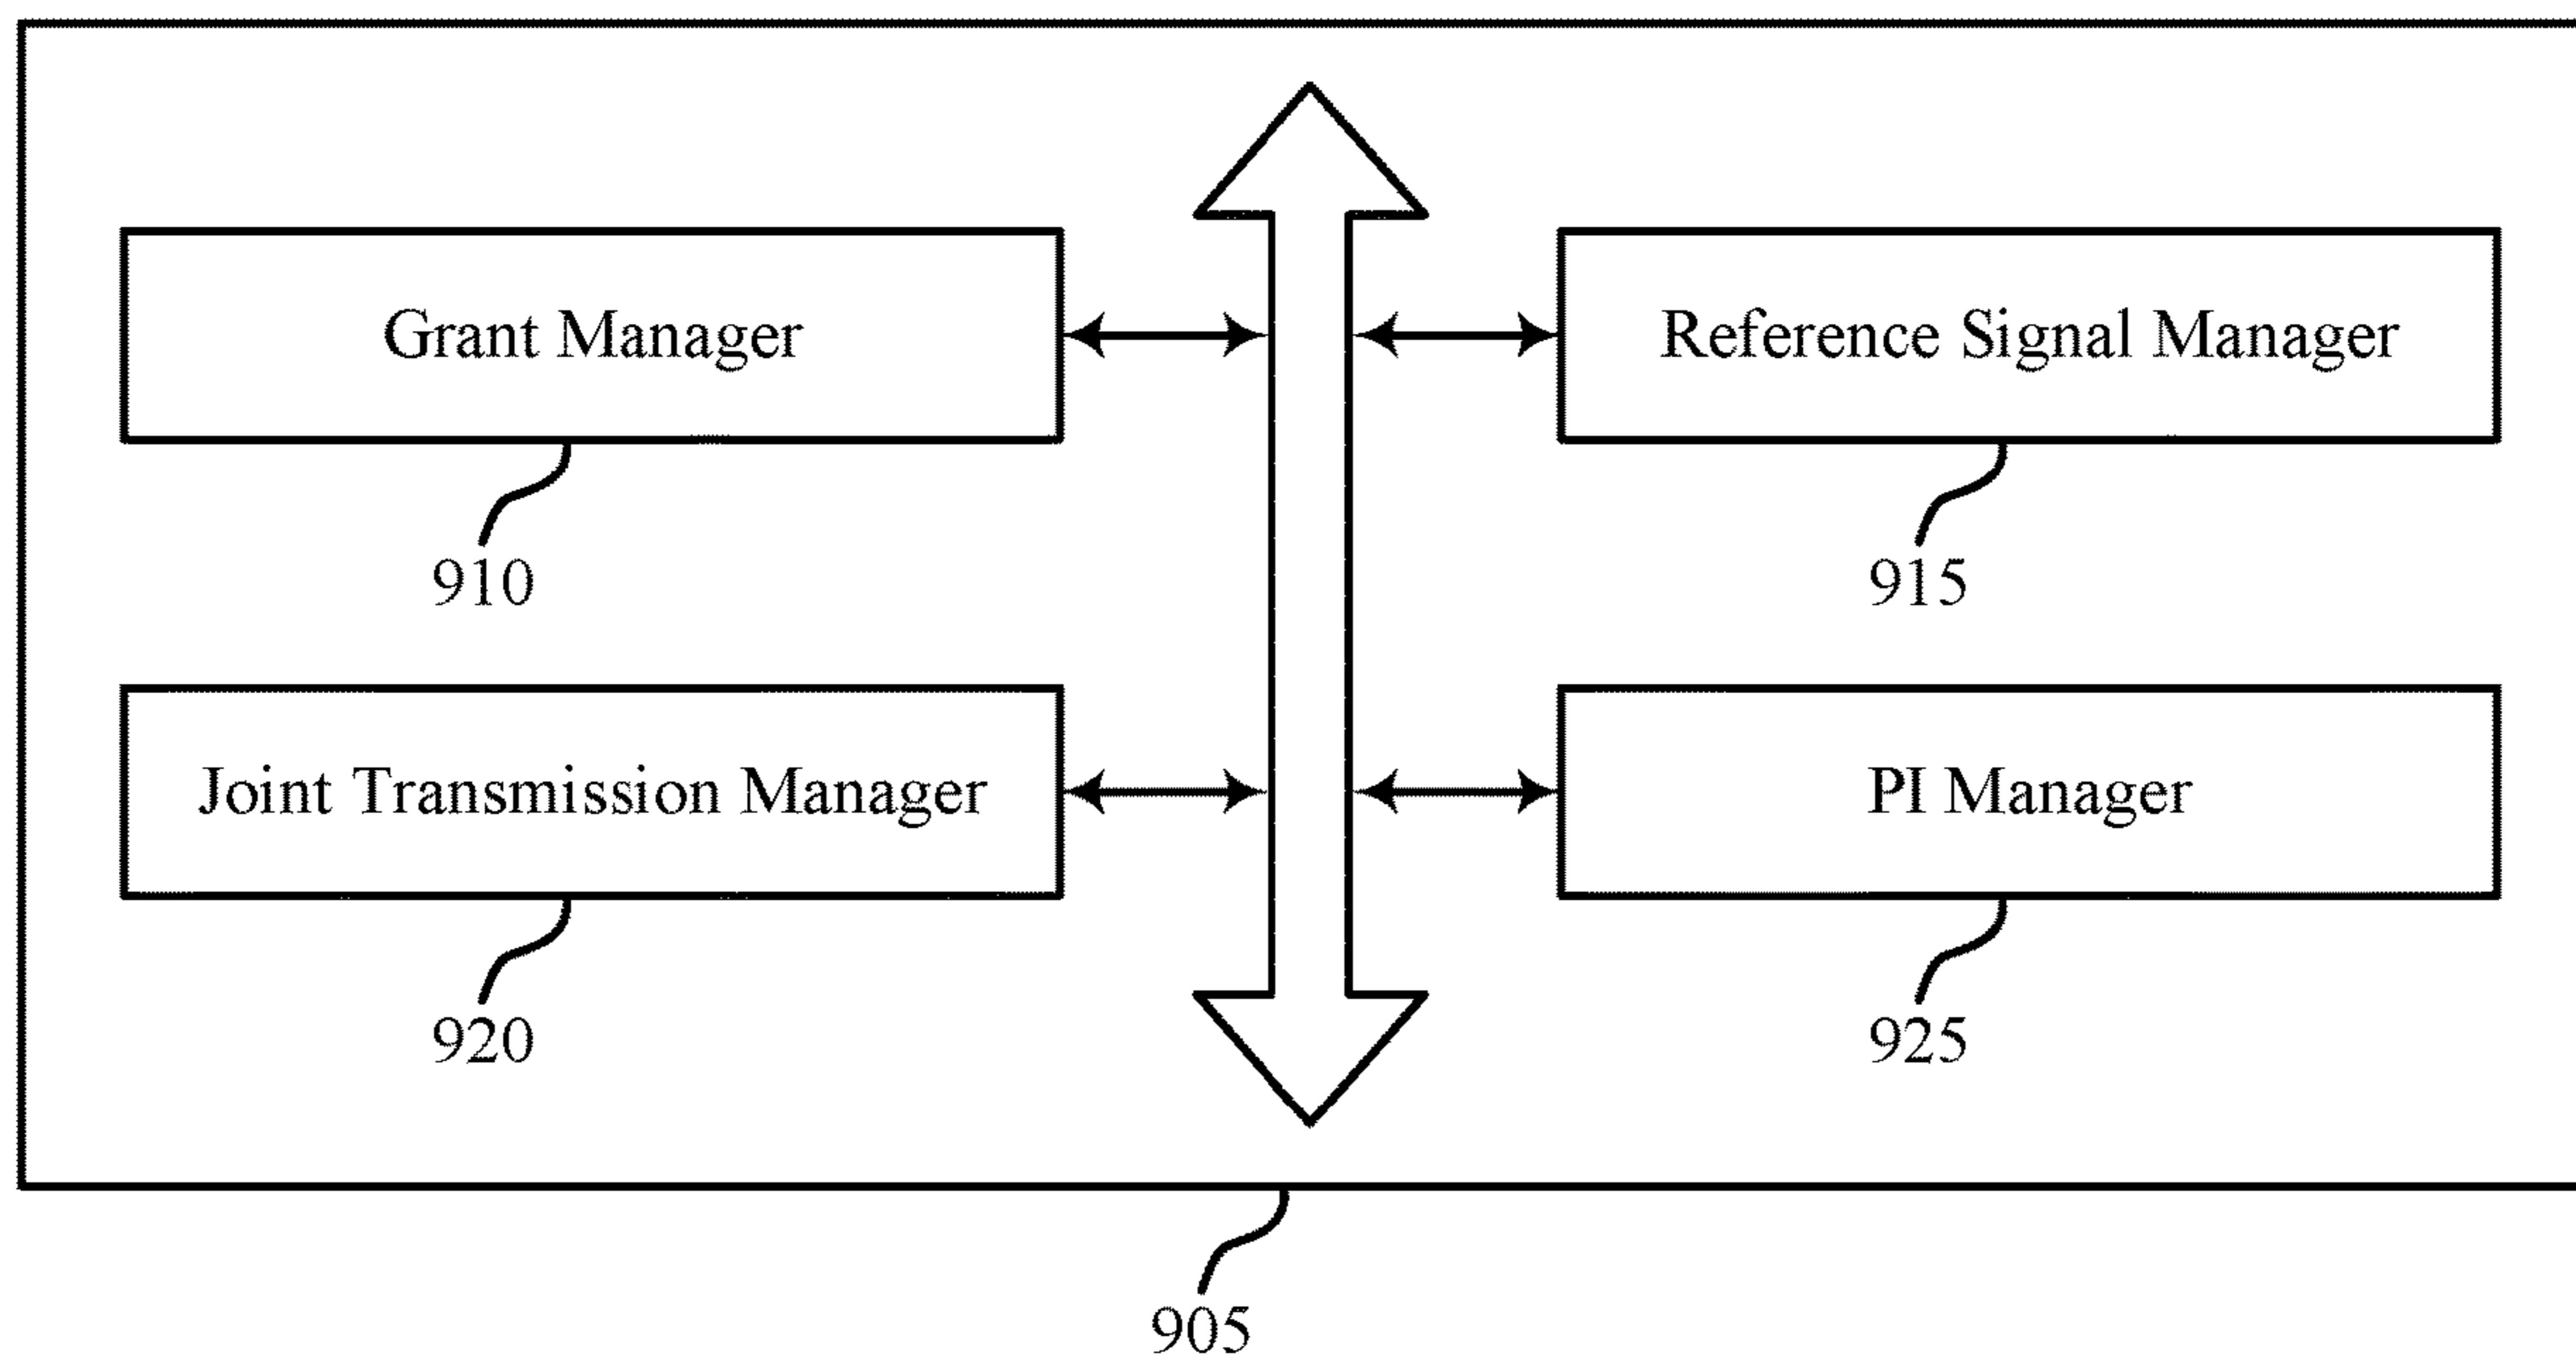 Grant Manager
Reference Signal Manager
910
915
Joint Transmission Manager
PI Manager
920
925
905